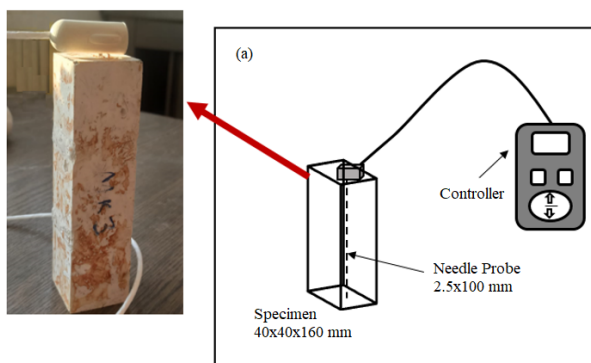 (a)
Controller
Needle Probe
2.5x100 mm
Specimen
40x40x160 mm